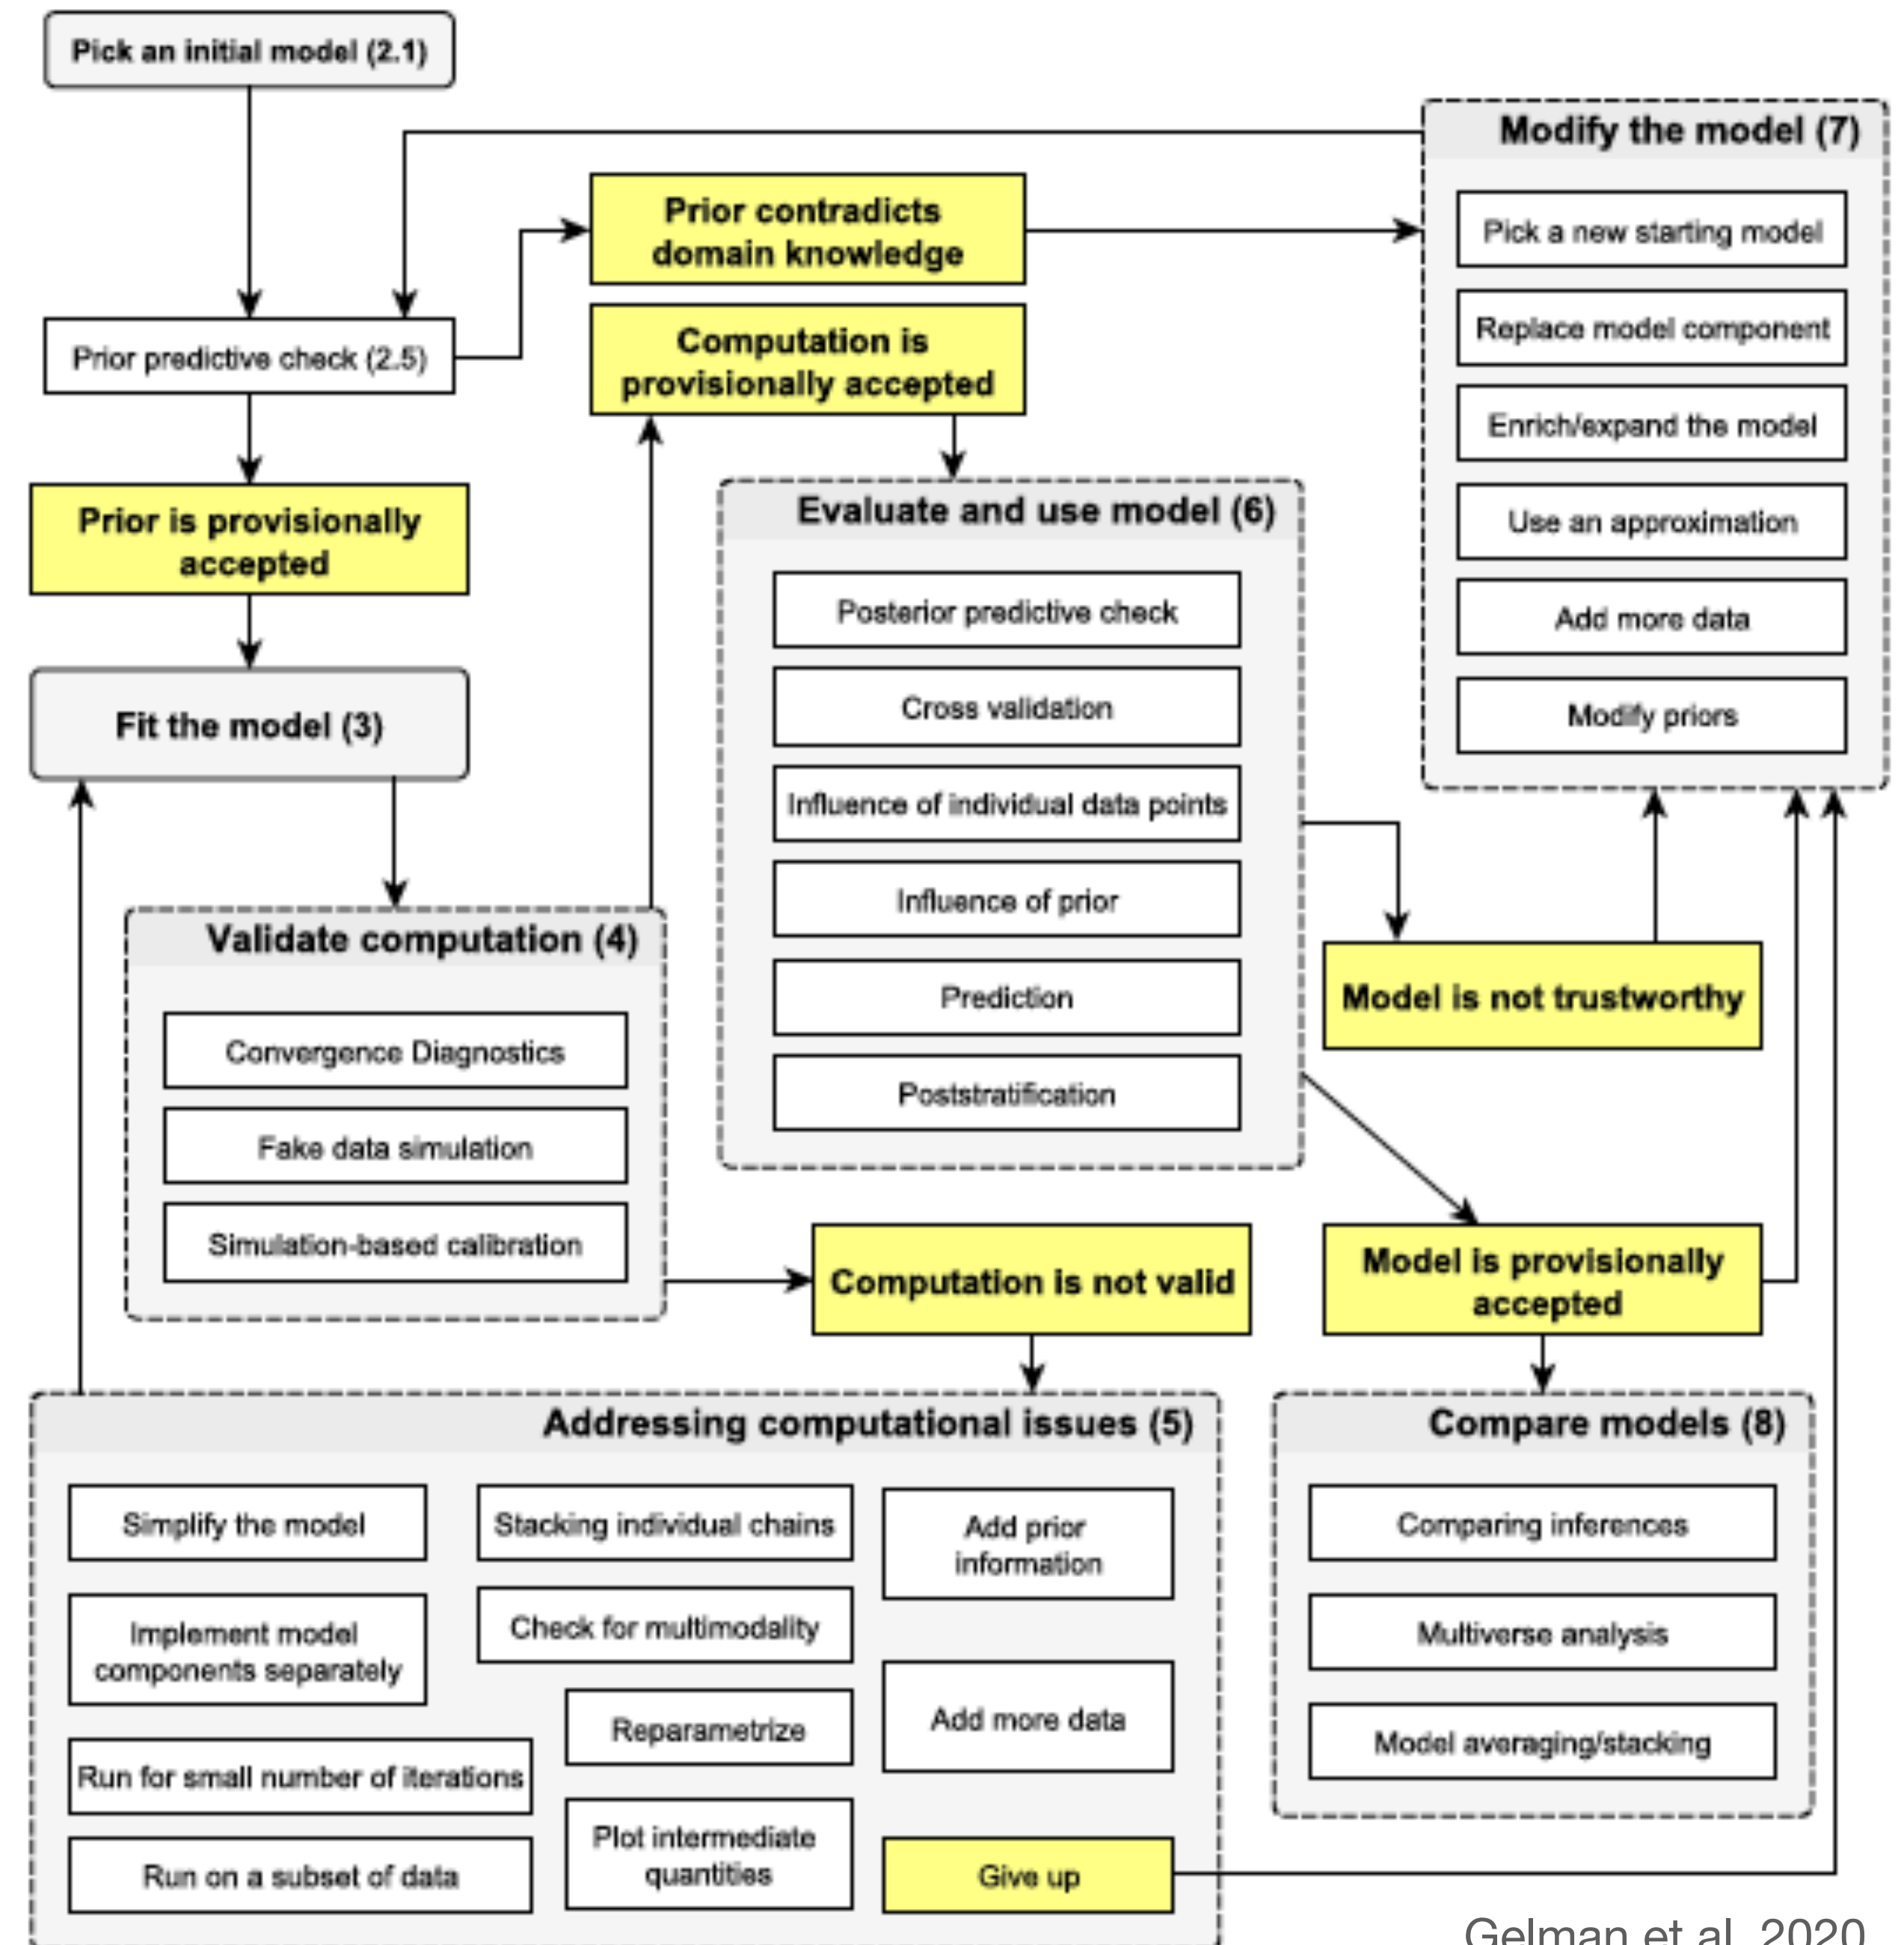 Pick an initial model (2.1)
Modify the model (7)
Prior contradicts
domain knowledge
Pick a new starting model
Replace model component
Computation is
provisionally accepted
Prior predictive check (2.5)
Enrich/expand the model
Prior is provisionally
accepted
Evaluate and use model (6)
Use an approximation
Posterior predictive check
Add more data
Fit the model (3)
Cross validation
Modify priors
Influence of individual data points
Influence of prior
Validate computation (4)
Prediction
Model is not trustworthy
Convergence Diagnostics
Poststratification
Fake data simulation
Simulation-based calibration
Computation is not valid
Model is provisionally
accepted
Addressing computational issues (5)
Simplify the model
Stacking individual chains
Add prior
information
Implement model
components separately
Check for multimodality
Reparametrize
Add more data
Run for small number of iterations
Plot intermediate
quantities
Run on a subset of data
Give up
Compare models (8)
Comparing inferences
Multiverse analysis
Model averaging/stacking
Gelman et al. 2020